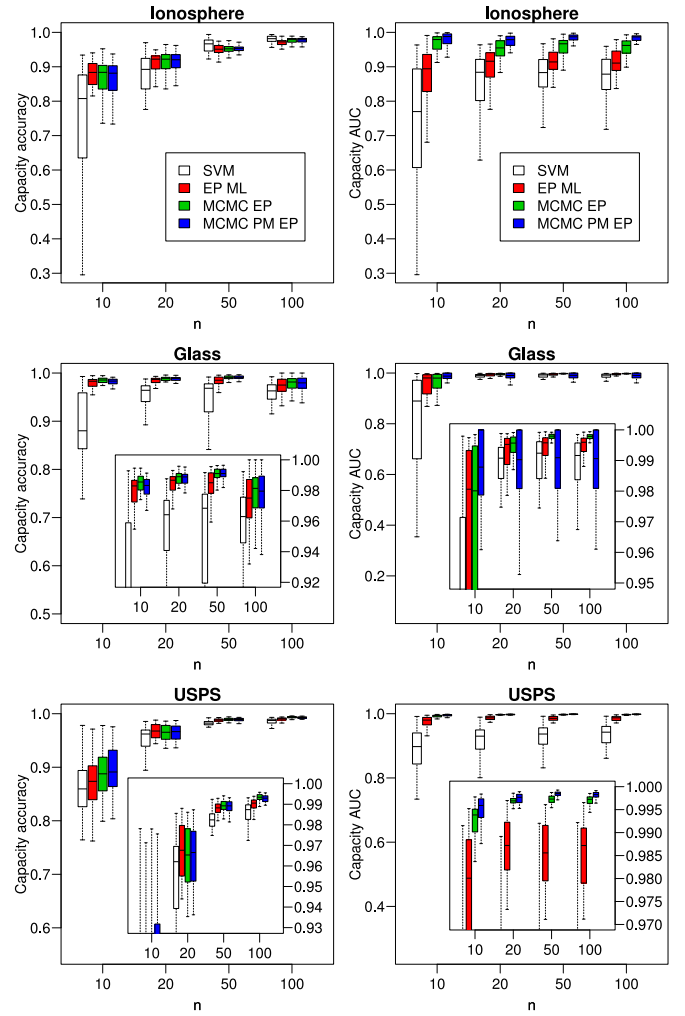 Ionosphere
Capacity accuracy
1.0
0.9
0.8
0.7
0.6
0.5
0.4
0.3
SVM
EP ML
MCMC EP
MCMC PM EP
10 20 50 100
n
Ionosphere
Capacity AUC
1.0
0.9
0.8
0.7
0.6
0.5
0.4
0.3
SVM
EP ML
MCMC EP
MCMC PM EP
10 20 50 100
n
Glass
Capacity accuracy
1.0
0.9
0.8
0.7
0.6
0.5
1.00
0.98
0.96
0.94
0.92
10 20 50 100
10 20 50 100
n
Glass
Capacity AUC
1.0
0.8
0.6
0.4
0.2
1.00
0.99
0.98
0.97
0.96
0.95
10 20 50 100
10 20 50 100
n
USPS
Capacity accuracy
1.0
0.9
0.8
0.7
0.6
1.00
0.99
0.98
0.97
0.96
0.95
0.94
0.93
10 20 50 100
10 20 50 100
n
USPS
Capacity AUC
1.0
0.8
0.6
0.4
1.000
0.995
0.990
0.985
0.980
0.975
0.970
10 20 50 100
10 20 50 100
n